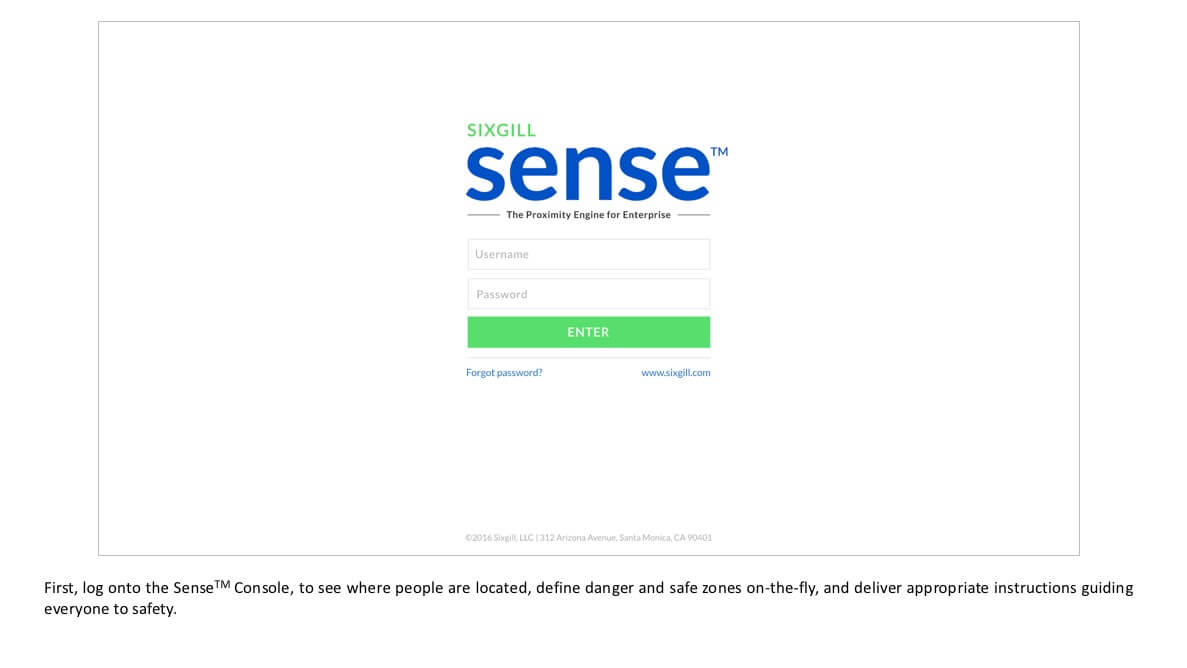 SIXGILL
sense™
The Proximity Engine for Enterprise
Username
Password
ENTER
Forgot password? www.sixgill.com
©2016 Sixgill, LLC | 312 Arizona Avenue, Santa Monica, CA 90401
First, log onto the Sense™ Console, to see where people are located, define danger and safe zones on-the-fly, and deliver appropriate instructions guiding
everyone to safety.